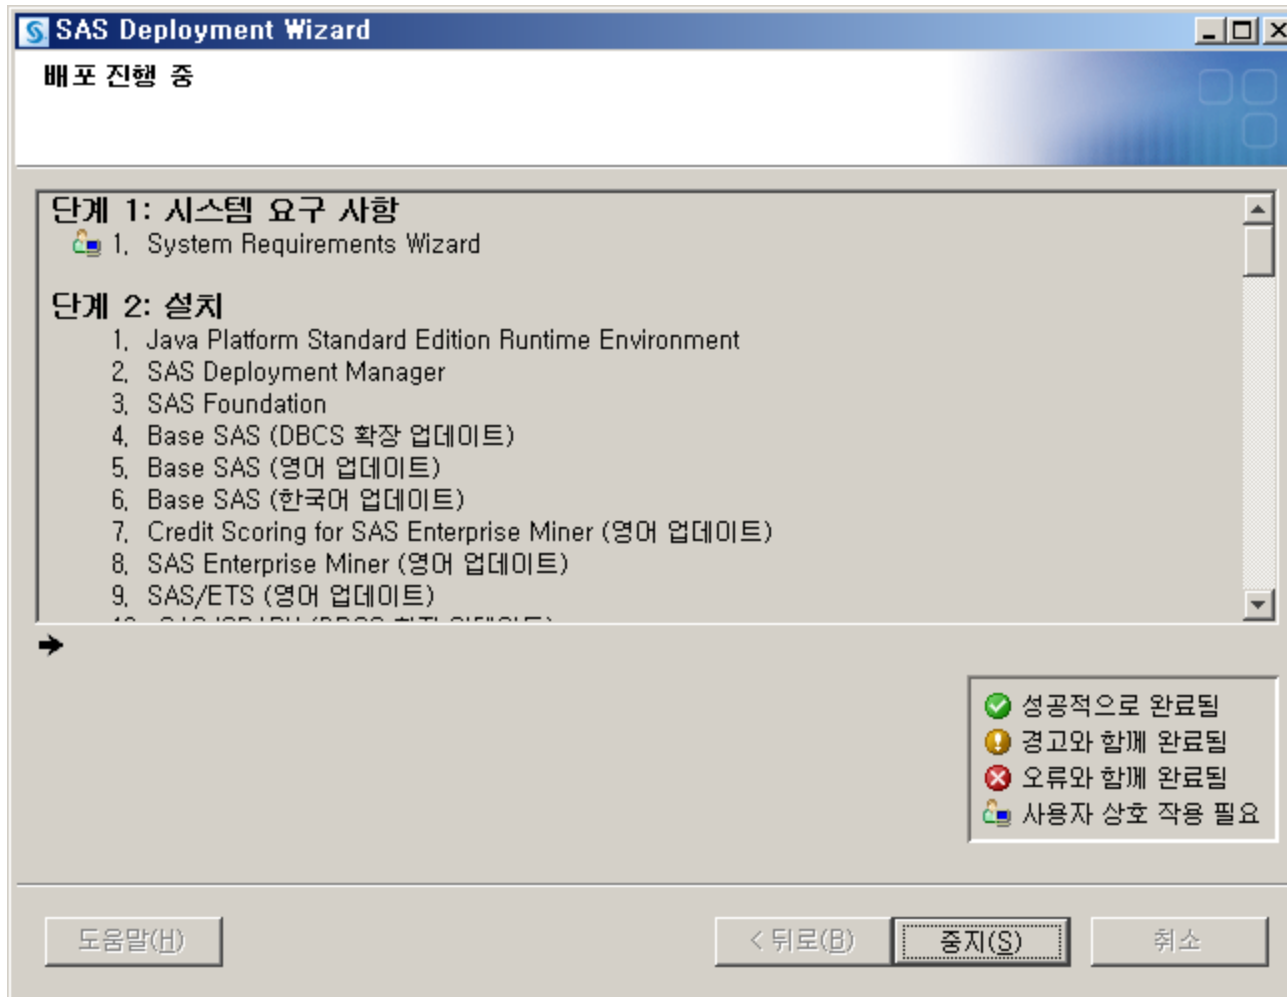 SAS Deployment Wizard
배포 진행 중
단계 1: 시스템 요구 사항
1, System Requirements Wizard
단계 2: 설치
1, Java Platform Standard Edition Runtime Environment
2, SAS Deployment Manager
3, SAS Foundation
4, Base SAS (DBCS 확장 업데이트)
5, Base SAS (영어 업데이트)
6, Base SAS (한국어 업데이트)
7, Credit Scoring for SAS Enterprise Miner (영어 업데이트)
8, SAS Enterprise Miner (영어 업데이트)
9, SAS/ETS (영어 업데이트)
성공적으로 완료됨
경고와 함께 완료됨
오류와 함께 완료됨
사용자 상호 작용 필요
도움말(H)
< 뒤로(B)
중지(S)
취소